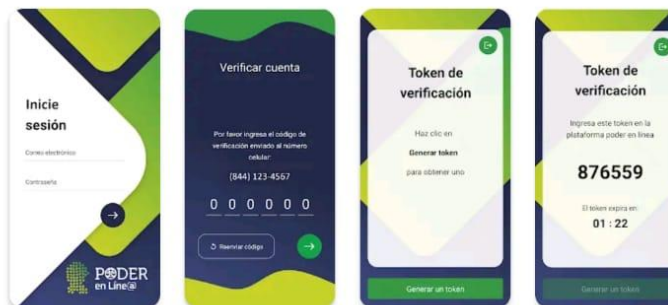 Inicie
sesión
Correo electrónico
Contraseña
PODER
en Líne@
Verificar cuenta
Por favor ingresa el código de
verificación enviado al número
celular:
(844) 123-4567
0 0 0 0 0 0
Reenviar código
Token de
verificación
Haz clic en
Generar token
para obtener uno
Generar un token
Token de
verificación
Ingresa este token en la
plataforma poder en linea
876559
El token expira en:
01 : 22
Generar un token